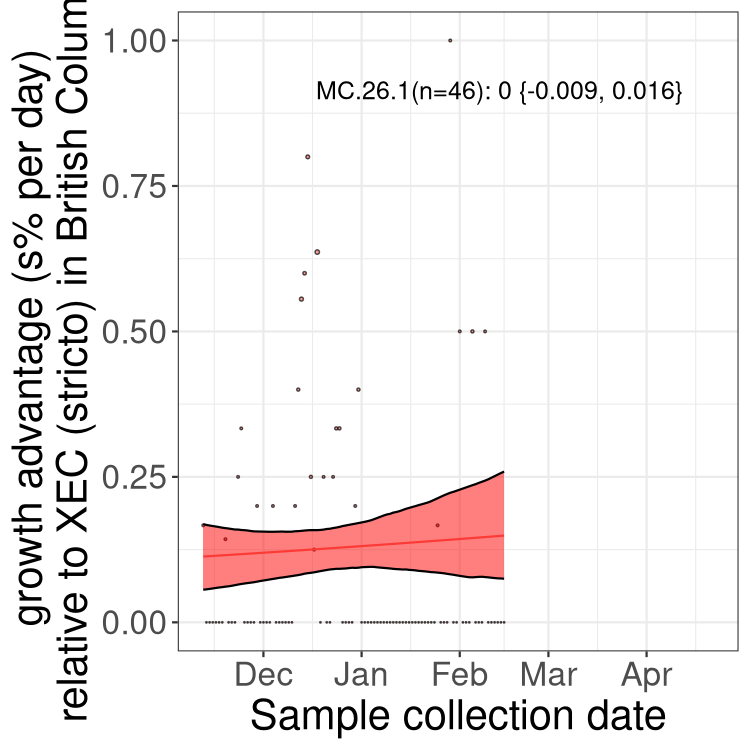 growth advantage (s% per day)
relative to XEC (stricto) in British Colum
1.00
0.75
0.50
0.25
0.00
MC.26.1(n=46): 0 {-0.009, 0.016}
Dec Jan Feb Mar Apr
Sample collection date